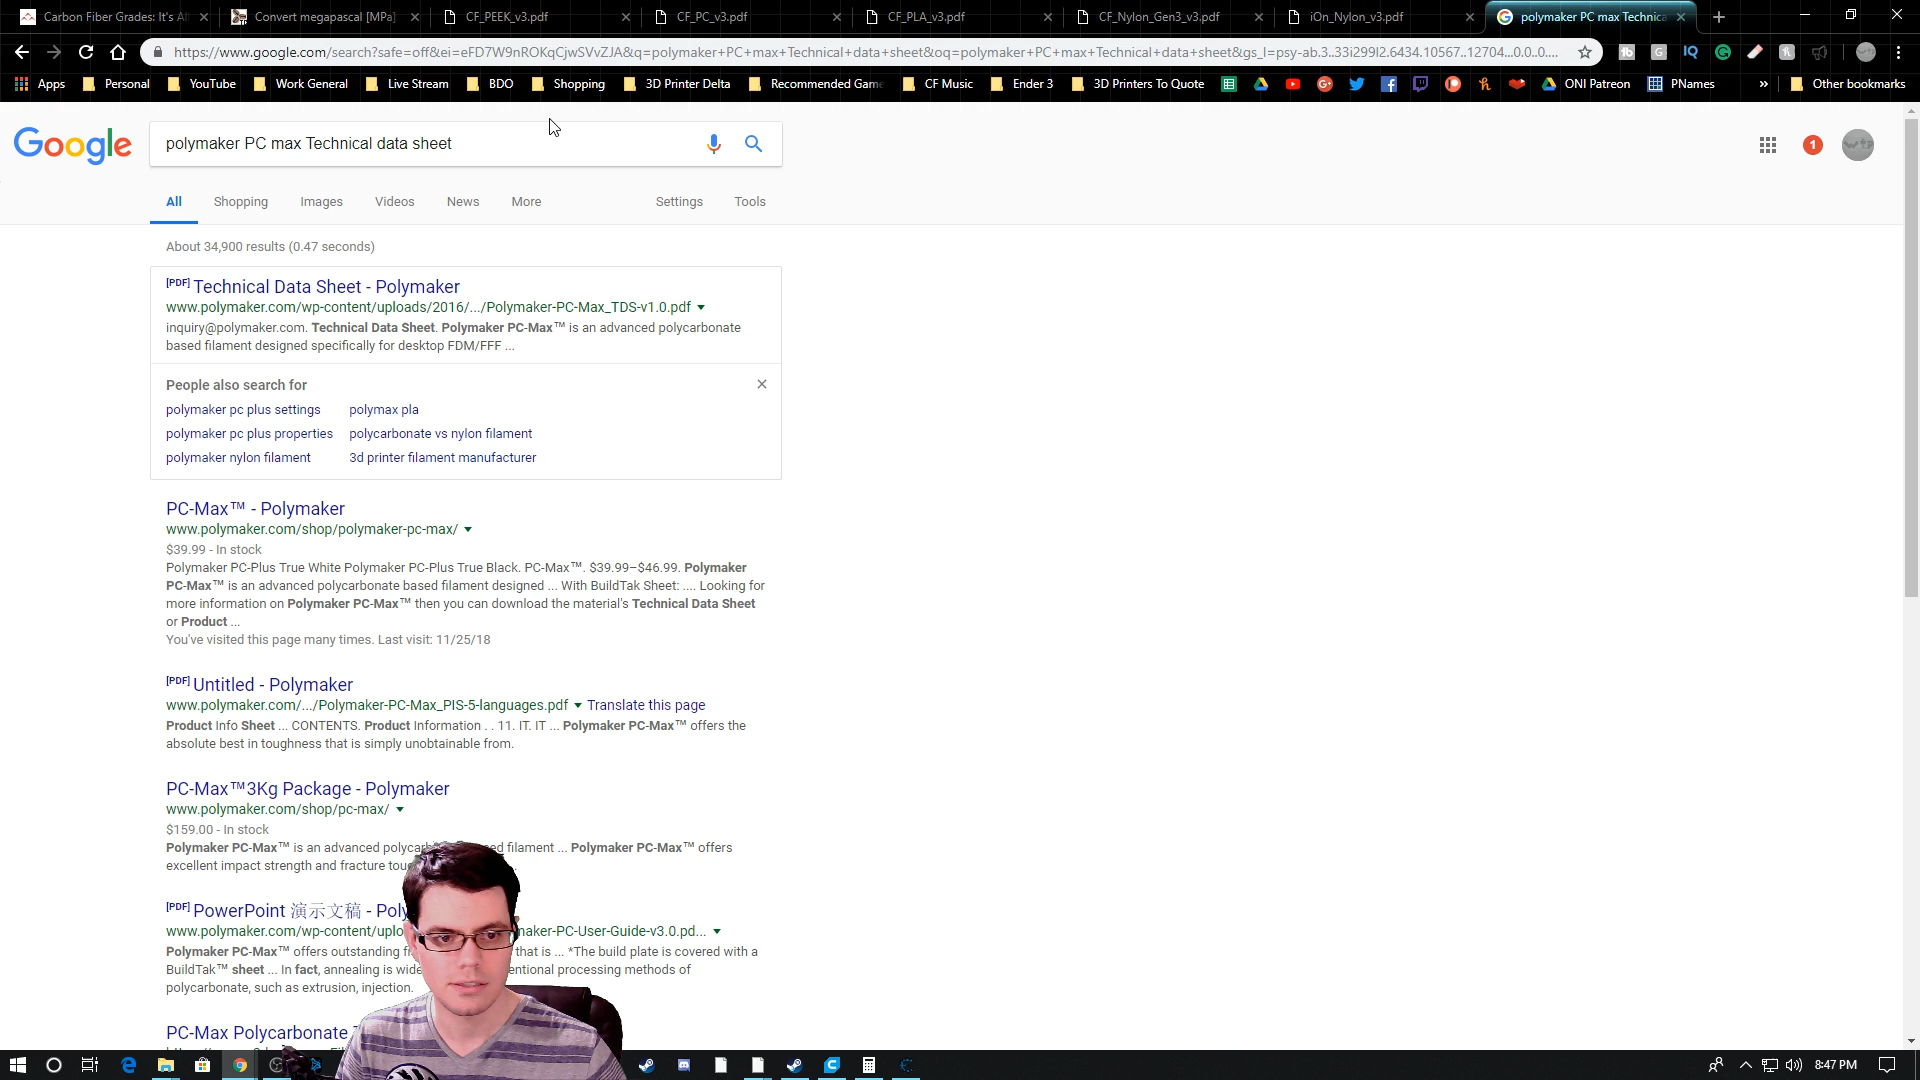 Carbon Fiber Grades: It's All
Convert megapascal [MPa]
CF_PEEK_v3.pdf
CF_PC_v3.pdf
CF_PLA_v3.pdf
CF_Nylon_Gen3_v3.pdf
iOn_Nylon_v3.pdf
polymaker PC max Technica
https://www.google.com/search?safe=off&ei=eFD7W9nROKqCjwSVvZJA&q=polymaker+PC+max+Technical+data+sheet&oq=polymaker+PC+max+Technical+data+sheet&gs_l=psy-ab.3..33i299l2.6434.10567..12704...0.0..0....
Apps
Personal
YouTube
Work General
Live Stream
BDO
Shopping
3D Printer Delta
Recommended Game
CF Music
Ender 3
3D Printers To Quote
ONI Patreon
PNames
»
Other bookmarks
Google
polymaker PC max Technical data sheet
1
All Shopping Images Videos News More Settings Tools
About 34,900 results (0.47 seconds)
[PDF] Technical Data Sheet - Polymaker
www.polymaker.com/wp-content/uploads/2016/.../Polymaker-PC-Max_TDS-v1.0.pdf
inquiry@polymaker.com. Technical Data Sheet. Polymaker PC-Max™ is an advanced polycarbonate
based filament designed specifically for desktop FDM/FFF ...
People also search for
polymaker pc plus settings polymax pla
polymaker pc plus properties polycarbonate vs nylon filament
polymaker nylon filament 3d printer filament manufacturer
PC-Max™ - Polymaker
www.polymaker.com/shop/polymaker-pc-max/
$39.99 - In stock
Polymaker PC-Plus True White Polymaker PC-Plus True Black. PC-Max™. $39.99–$46.99. Polymaker
PC-Max™ is an advanced polycarbonate based filament designed ... With BuildTak Sheet: .... Looking for
more information on Polymaker PC-Max™ then you can download the material's Technical Data Sheet
or Product ...
You've visited this page many times. Last visit: 11/25/18
[PDF] Untitled - Polymaker
www.polymaker.com/.../Polymaker-PC-Max_PIS-5-languages.pdf Translate this page
Product Info Sheet ... CONTENTS. Product Information . . 11. IT. IT ... Polymaker PC-Max™ offers the
absolute best in toughness that is simply unobtainable from.
PC-Max™3Kg Package - Polymaker
www.polymaker.com/shop/pc-max/
$159.00 - In stock
Polymaker PC-Max™ is an advanced polycar ed filament ... Polymaker PC-Max™ offers
excellent impact strength and fracture
[PDF] PowerPoint 演示文稿 - Poly
www.polymaker.com/wp-content/uplo maker-PC-User-Guide-v3.0.pd...
Polymaker PC-Max™ offers outstanding that is ... *The build plate is covered with a
BuildTak™ sheet ... In fact, annealing is wide entional processing methods of
polycarbonate, such as extrusion, injection.
PC-Max Polycarbonate
8:47 PM